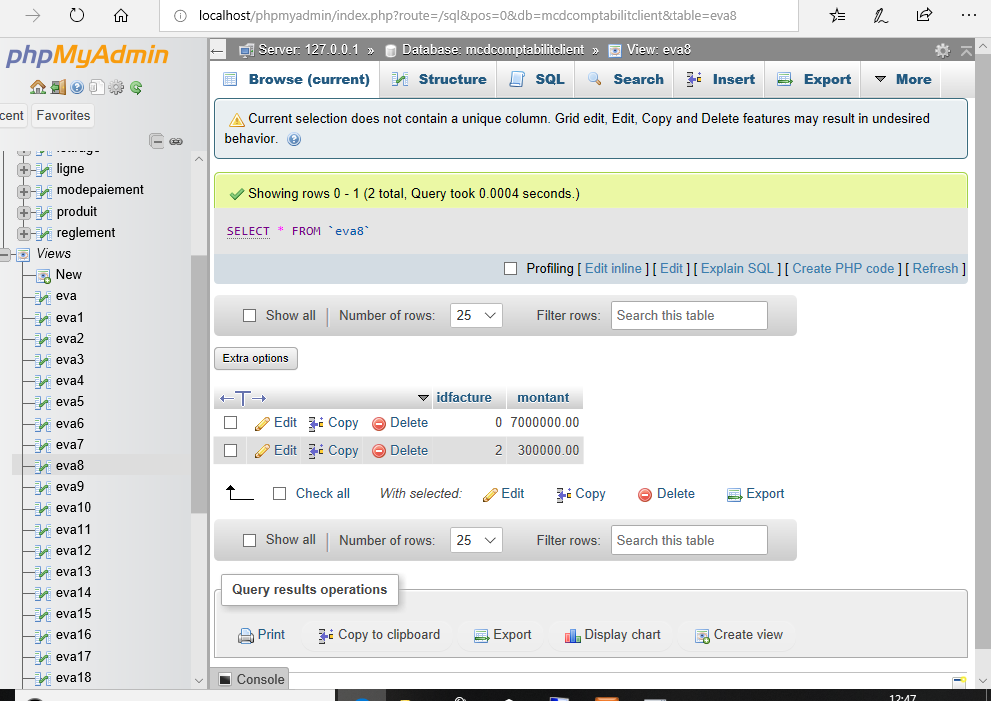 localhost/phpmyadmin/index.php?route=/sql&pos=0&db=mcdcomptabilitclient&table=eva8
phpMyAdmin
cent Favorites
ligne
modepaiement
produit
reglement
Views
New
eva
eva1
eva2
eva3
eva4
eva5
eva6
eva7
eva8
eva9
eva10
eva11
eva12
eva13
eva14
eva15
eva16
eva17
eva18
Server: 127.0.0.1 » Database: mcdcomptabilitclient » View: eva8
Browse (current) Structure SQL Search Insert Export More
Current selection does not contain a unique column. Grid edit, Edit, Copy and Delete features may result in undesired
behavior.
Showing rows 0 - 1 (2 total, Query took 0.0004 seconds.)
SELECT * FROM `eva8`
Profiling [ Edit inline ] [ Edit ] [ Explain SQL ] [ Create PHP code ] [ Refresh ]
Show all | Number of rows: 25 Filter rows: Search this table
Extra options
idfacture montant
Edit Copy Delete 0 7000000.00
Edit Copy Delete 2 300000.00
Check all With selected: Edit Copy Delete Export
Show all | Number of rows: 25 Filter rows: Search this table
Query results operations
Print Copy to clipboard Export Display chart Create view
Console
12:47